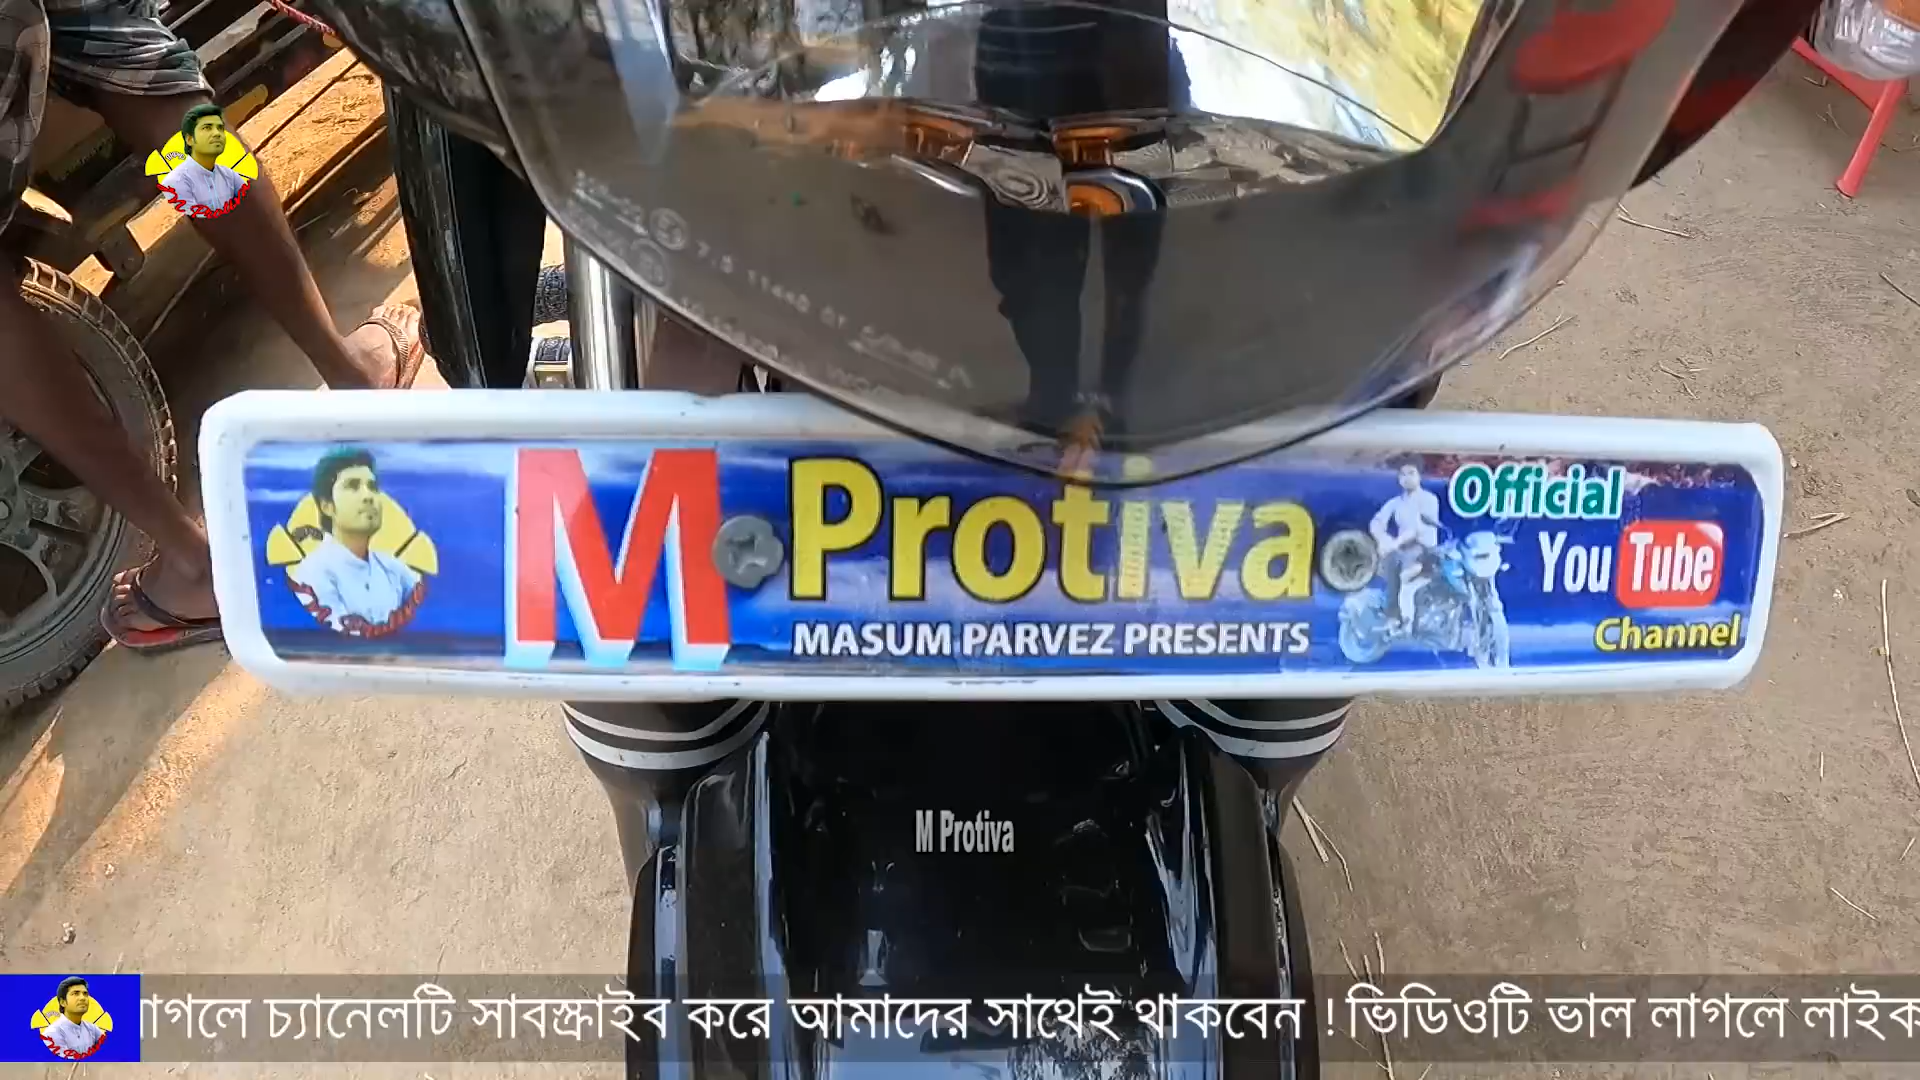 M Protiva
MASUM PARVEZ PRESENTS
Official
You Tube
Channel
M Protiva
M Protiva
লাগলে চ্যানেলটি সাবস্ক্রাইব করে আমাদের সাথেই থাকবেন ! ভিডিওটি ভাল লাগলে লাইক